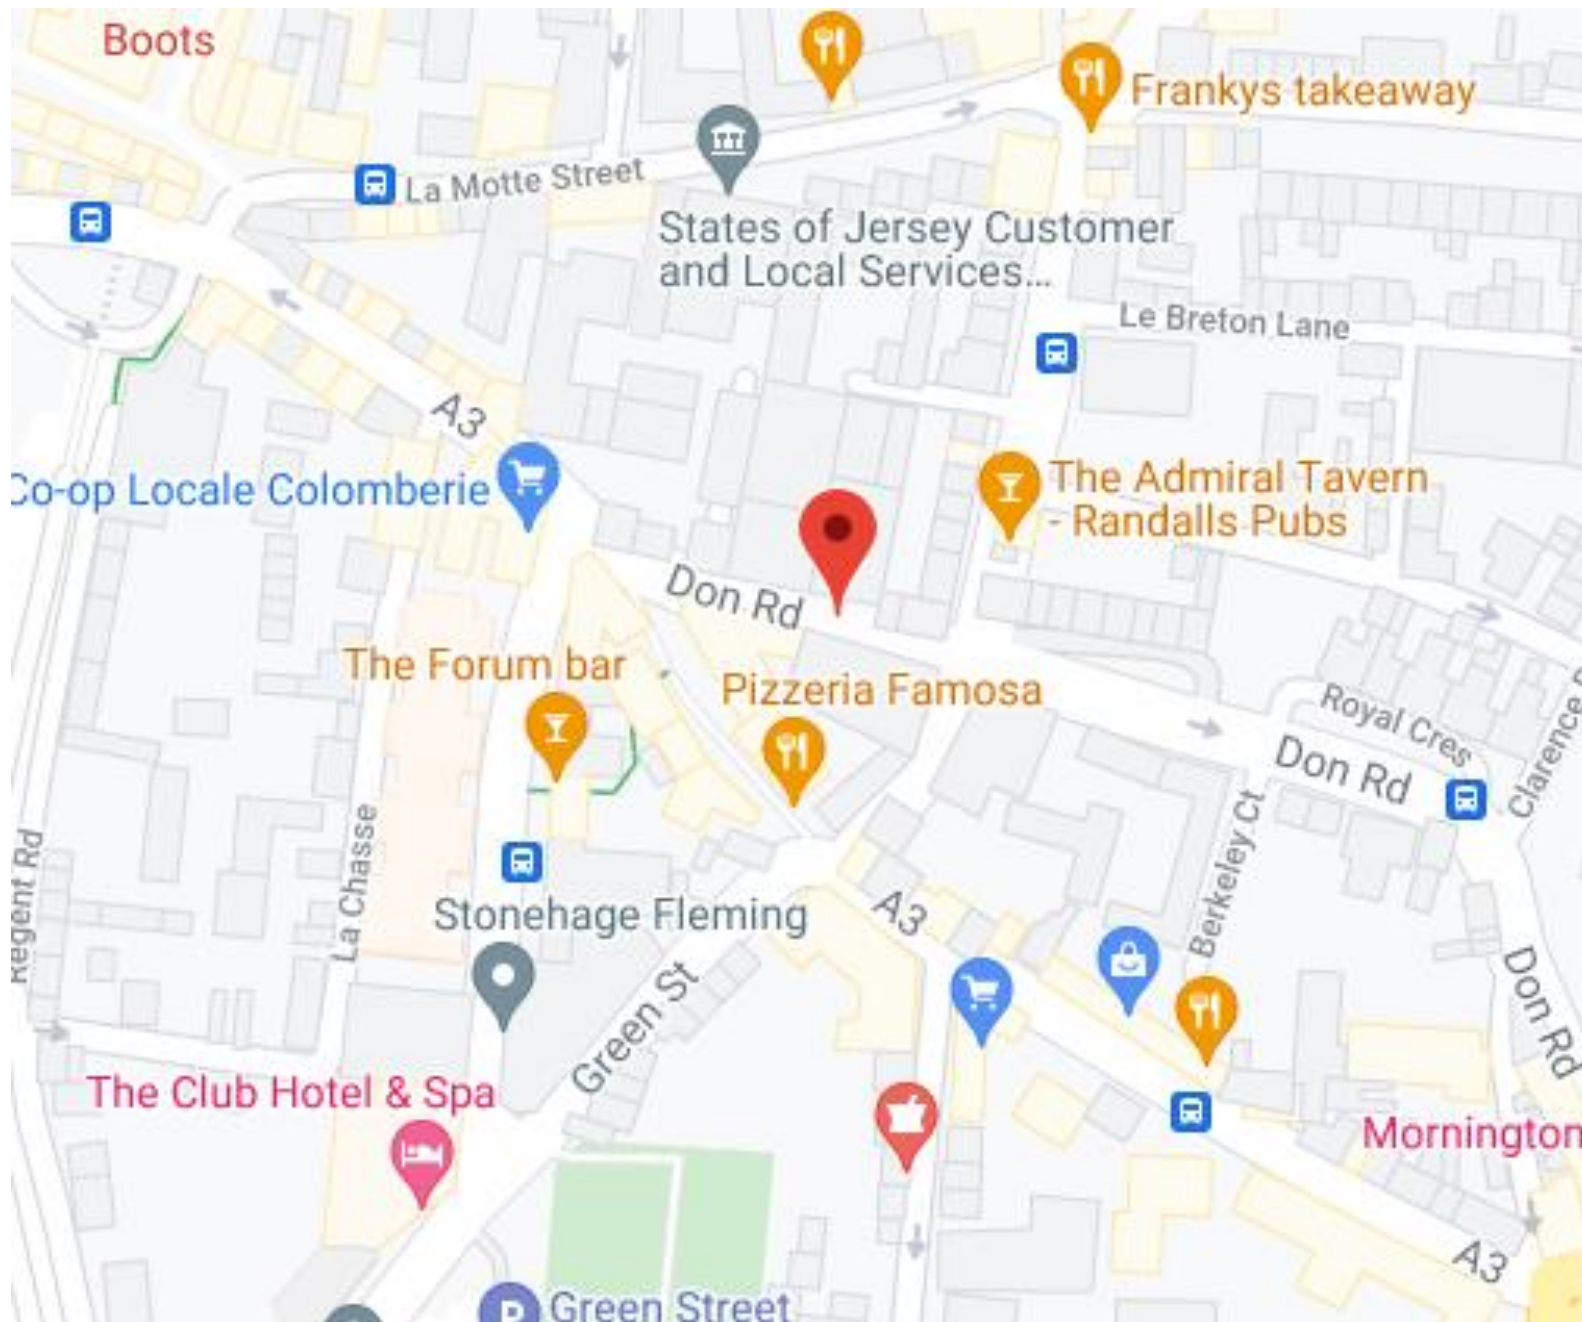 Boots
Frankys takeaway
La Motte Street
States of Jersey Customer
and Local Services...
Le Breton Lane
A3
Co-op Locale Colomberie
The Admiral Tavern
- Randalls Pubs
Don Rd
The Forum bar
Pizzeria Famosa
Royal Cres
Don Rd
Clarence
Berkeley Ct
La Chasse
Regent Rd
Stonehage Fleming
A3
Green St
Don Rd
The Club Hotel & Spa
Mornington
A3
P
Green Street